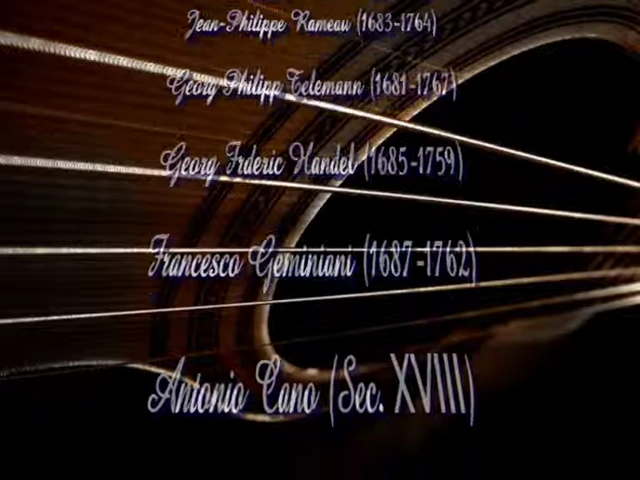 Jean-Philippe Rameau (1683-1764)
Georg Philipp Telemann (1681-1767)
Georg Frderic Handel (1685-1759)
Francesco Geminiani (1687-1762)
Antonio Cano (Sec. XVIII)